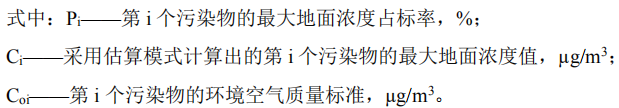 式中：Pi——第 i 个污染物的最大地面浓度占标率，%；
Ci——采用估算模式计算出的第 i 个污染物的最大地面浓度值，μg/m³；
Coi——第 i 个污染物的环境空气质量标准，μg/m³。